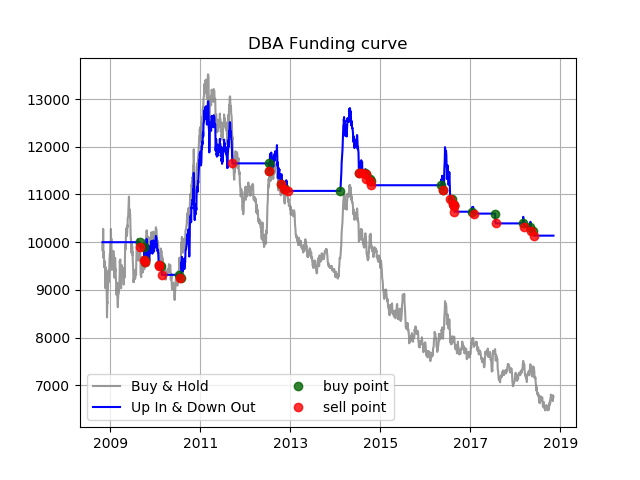 DBA Funding curve
13000
12000
11000
10000
9000
8000
7000
Buy & Hold
Up In & Down Out
buy point
sell point
2009 2011 2013 2015 2017 2019